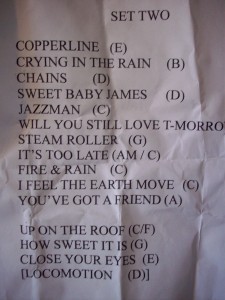 SET TWO
COPPERLINE (E)
CRYING IN THE RAIN (B)
CHAINS (D)
SWEET BABY JAMES (D)
JAZZMAN (C)
WILL YOU STILL LOVE T-MORROW
STEAM ROLLER (G)
IT'S TOO LATE (AM / C)
FIRE & RAIN (C)
I FEEL THE EARTH MOVE (C)
YOU'VE GOT A FRIEND (A)
UP ON THE ROOF (C/F)
HOW SWEET IT IS (G)
CLOSE YOUR EYES (E)
[LOCOMOTION (D)]